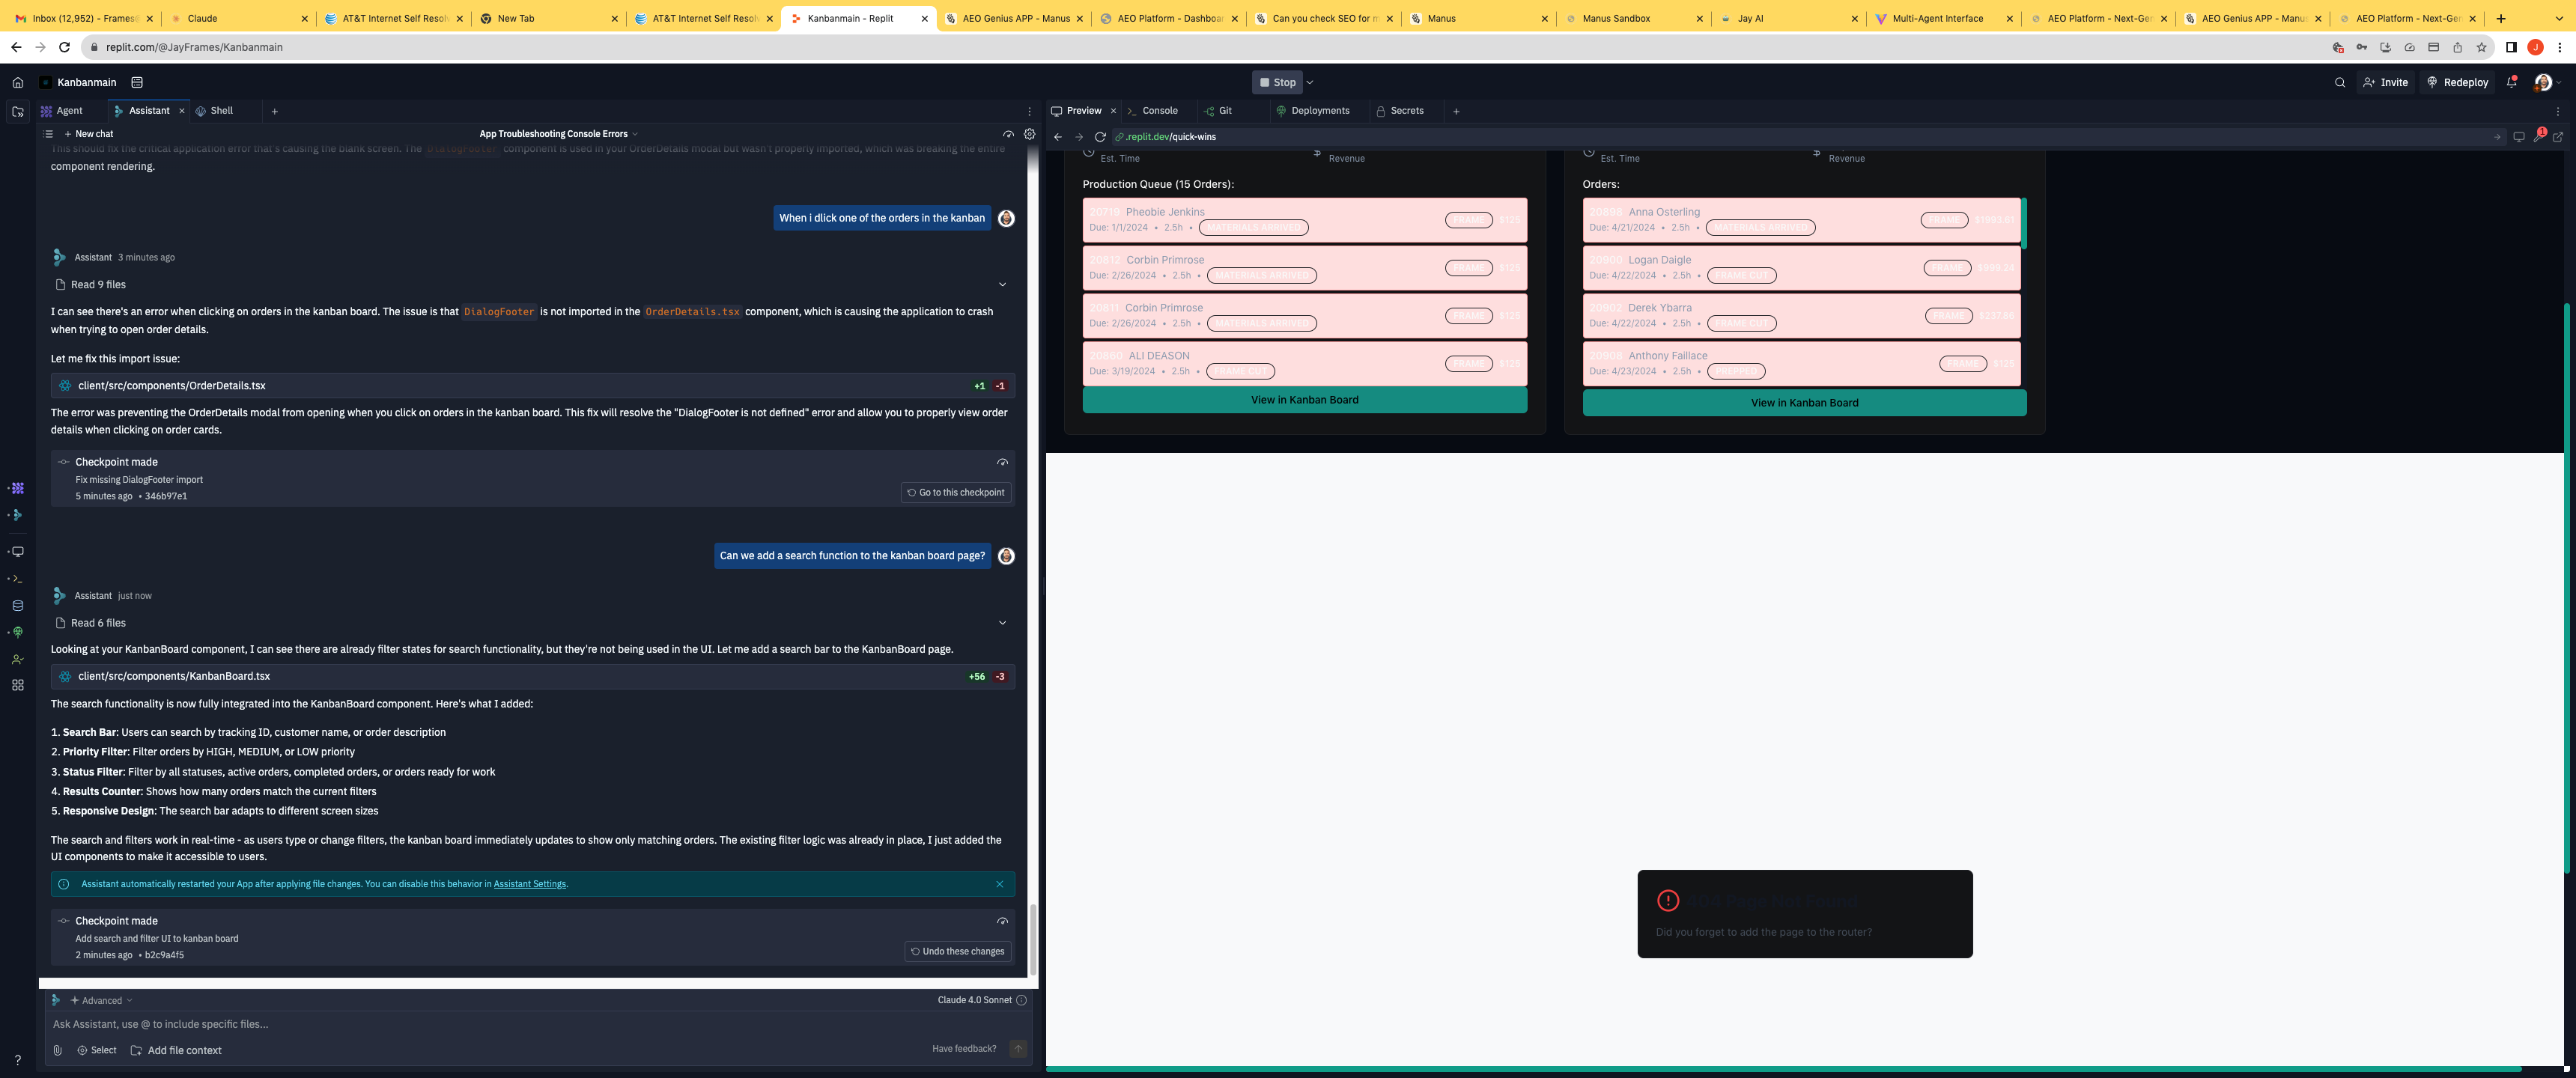 Inbox (12,952) - Frames
Claude
AT&T Internet Self Resol
New Tab
AT&T Internet Self Resol
Kanbanmain - Replit
AEO Genius APP - Manus
AEO Platform - Dashboa
Can you check SEO for m
Manus
Manus Sandbox
Jay AI
Multi-Agent Interface
AEO Platform - Next-Ger
AEO Genius APP - Manus
AEO Platform - Next-Ger
replit.com/@JayFrames/Kanbanmain
J
Kanbanmain
Stop
Invite
Redeploy
Agent
Assistant
Shell
New chat
App Troubleshooting Console Errors
This should fix the critical application error that's causing the blank screen. The DialogFooter component is used in your OrderDetails modal but wasn't properly imported, which was breaking the entire
component rendering.
When i dlick one of the orders in the kanban
Assistant 3 minutes ago
Read 9 files
I can see there's an error when clicking on orders in the kanban board. The issue is that DialogFooter is not imported in the OrderDetails.tsx component, which is causing the application to crash
when trying to open order details.
Let me fix this import issue:
client/src/components/OrderDetails.tsx +1 -1
The error was preventing the OrderDetails modal from opening when you click on orders in the kanban board. This fix will resolve the "DialogFooter is not defined" error and allow you to properly view order
details when clicking on order cards.
Checkpoint made
Fix missing DialogFooter import
5 minutes ago • 346b97e1
Go to this checkpoint
Can we add a search function to the kanban board page?
Assistant just now
Read 6 files
Looking at your KanbanBoard component, I can see there are already filter states for search functionality, but they're not being used in the UI. Let me add a search bar to the KanbanBoard page.
client/src/components/KanbanBoard.tsx +56 -3
The search functionality is now fully integrated into the KanbanBoard component. Here's what I added:
1. Search Bar: Users can search by tracking ID, customer name, or order description
2. Priority Filter: Filter orders by HIGH, MEDIUM, or LOW priority
3. Status Filter: Filter by all statuses, active orders, completed orders, or orders ready for work
4. Results Counter: Shows how many orders match the current filters
5. Responsive Design: The search bar adapts to different screen sizes
The search and filters work in real-time - as users type or change filters, the kanban board immediately updates to show only matching orders. The existing filter logic was already in place, I just added the
UI components to make it accessible to users.
Assistant automatically restarted your App after applying file changes. You can disable this behavior in Assistant Settings.
Checkpoint made
Add search and filter UI to kanban board
2 minutes ago • b2c9a4f5
Undo these changes
Advanced
Claude 4.0 Sonnet
Ask Assistant, use @ to include specific files...
Select
Add file context
Have feedback?
?
Preview
Console
Git
Deployments
Secrets
.replit.dev/quick-wins
1
Est. Time
Revenue
Production Queue (15 Orders):
20719 Pheobie Jenkins
FRAME $125
Due: 1/1/2024 • 2.5h • MATERIALS ARRIVED
20812 Corbin Primrose
FRAME $125
Due: 2/26/2024 • 2.5h • MATERIALS ARRIVED
20811 Corbin Primrose
FRAME $125
Due: 2/26/2024 • 2.5h • MATERIALS ARRIVED
ALI DEASON
FRAME $125
Due: 3/19/2024 • 2.5h • FRAME CUT
View in Kanban Board
Est. Time
Revenue
Orders:
20898 Anna Osterling
FRAME
Due: 4/21/2024 • 2.5h • MATERIALS ARRIVED
20900 Logan Daigle
FRAME
Due: 4/22/2024 • 2.5h • FRAME CUT
20902 Derek Ybarra
FRAME
Due: 4/22/2024 • 2.5h • FRAME CUT
Anthony Faillace
FRAME $125
Due: 4/23/2024 • 2.5h • PREPPED
View in Kanban Board
404 Page Not Found
Did you forget to add the page to the router?